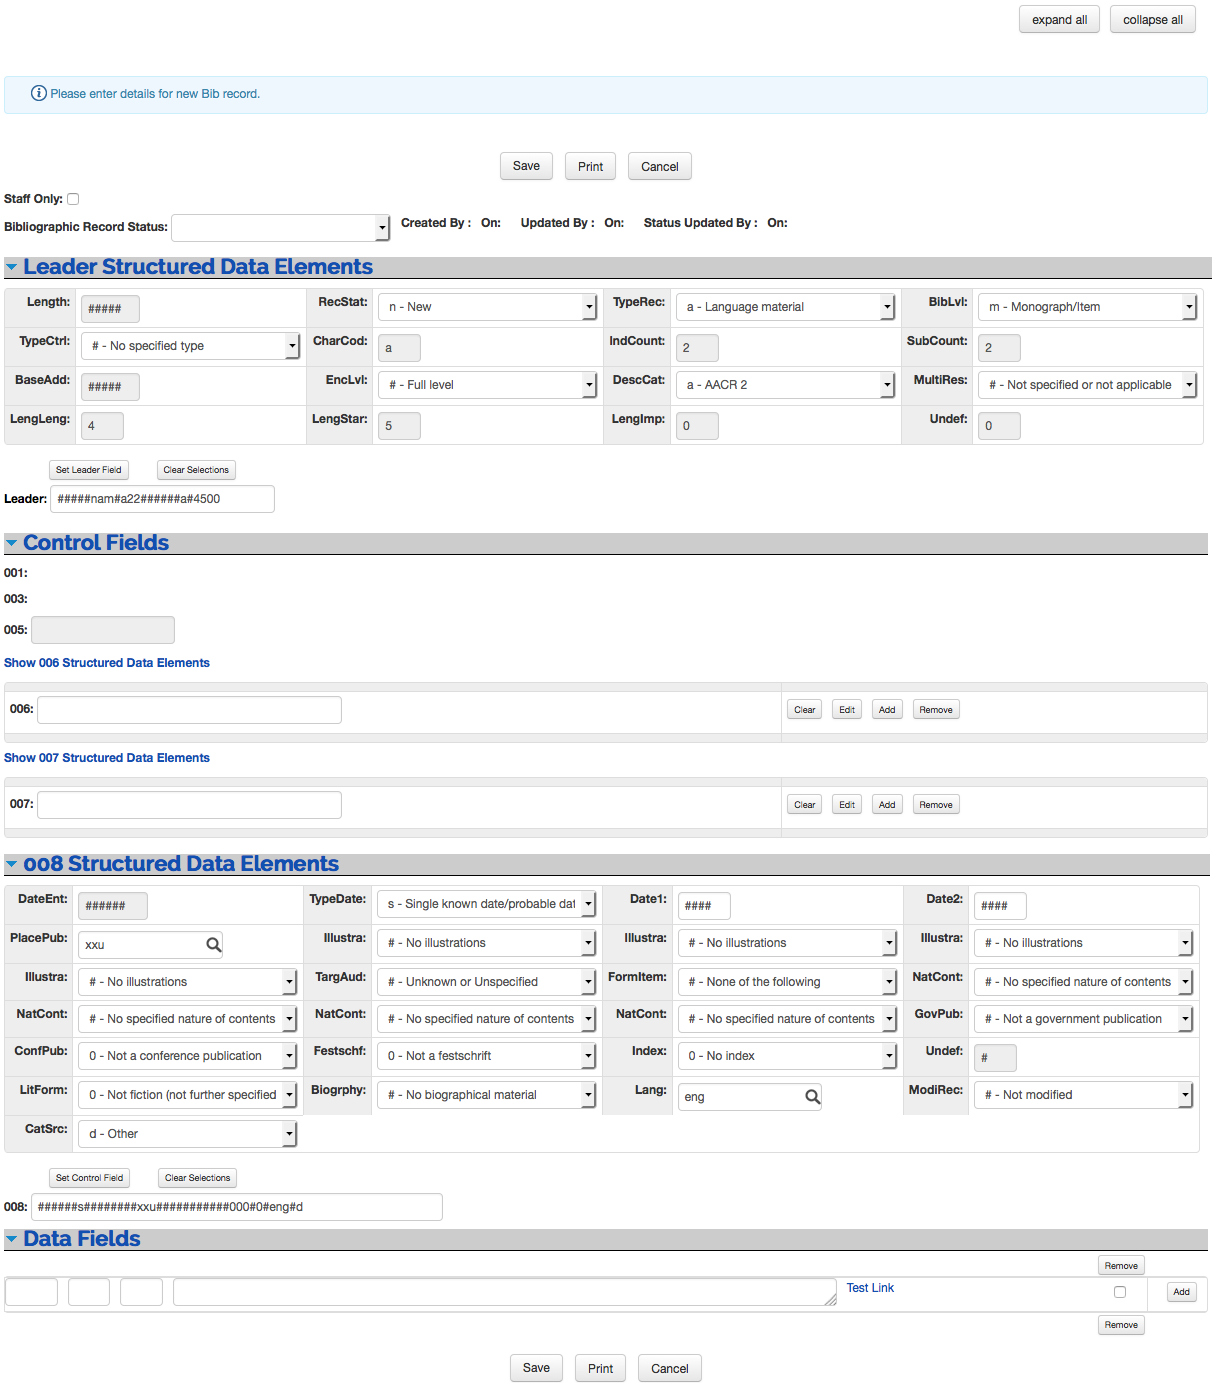 expand all collapse all
Please enter details for new Bib record.
Save Print Cancel
Staff Only:
Bibliographic Record Status: Created By : On: Updated By : On: Status Updated By : On:
Leader Structured Data Elements
Length: ##### RecStat: n - New TypeRec: a - Language material BibLvl: m - Monograph/Item
TypeCtrl: # - No specified type CharCod: a IndCount: 2 SubCount: 2
BaseAdd: ##### EncLvl: # - Full level DescCat: a - AACR 2 MultiRes: # - Not specified or not applicable
LengLeng: 4 LengStar: 5 LengImp: 0 Undef: 0
Set Leader Field Clear Selections
Leader: #####nam#a22######a#4500
Control Fields
001:
003:
005:
Show 006 Structured Data Elements
006: Clear Edit Add Remove
Show 007 Structured Data Elements
007: Clear Edit Add Remove
008 Structured Data Elements
DateEnt: ###### TypeDate: s - Single known date/probable dat Date1: #### Date2: ####
PlacePub: xxu Illustra: # - No illustrations Illustra: # - No illustrations Illustra: # - No illustrations
Illustra: # - No illustrations TargAud: # - Unknown or Unspecified FormItem: # - None of the following NatCont: # - No specified nature of contents
NatCont: # - No specified nature of contents NatCont: # - No specified nature of contents NatCont: # - No specified nature of contents GovPub: # - Not a government publication
ConfPub: 0 - Not a conference publication Festschf: 0 - Not a festschrift Index: 0 - No index Undef: #
LitForm: 0 - Not fiction (not further specified Biogrphy: # - No biographical material Lang: eng ModiRec: # - Not modified
CatSrc: d - Other
Set Control Field Clear Selections
008: ######s########xxu###########000#0#eng#d
Data Fields
Remove
Test Link Add
Remove
Save Print Cancel